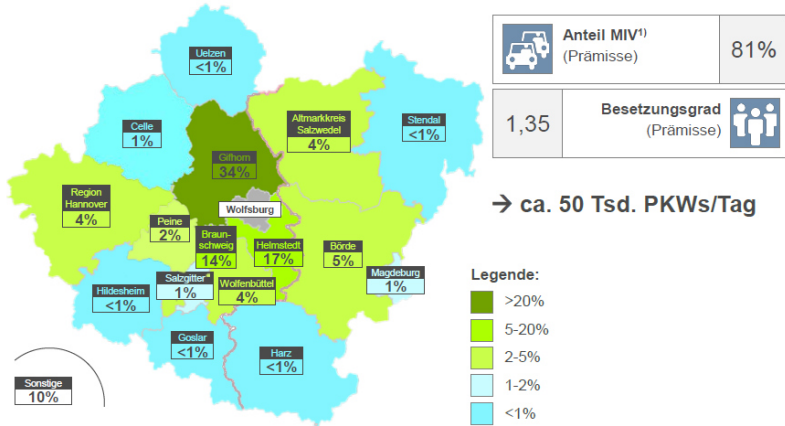 Uelzen
<1%
Anteil MIV¹⁾
(Prämisse)
81%
Celle
1%
Altmarkkreis
Salzwedel
4%
Stendal
<1%
1,35
Besetzungsgrad
(Prämisse)
Gifhorn
34%
Region
Hannover
4%
Wolfsburg
→ ca. 50 Tsd. PKWs/Tag
Peine
2%
Braun-
schweig
14%
Helmstedt
17%
Börde
5%
Magdeburg
1%
Hildesheim
<1%
Salzgitter*
1%
Wolfenbüttel
4%
Goslar
<1%
Harz
<1%
Sonstige
10%
Legende:
>20%
5-20%
2-5%
1-2%
<1%